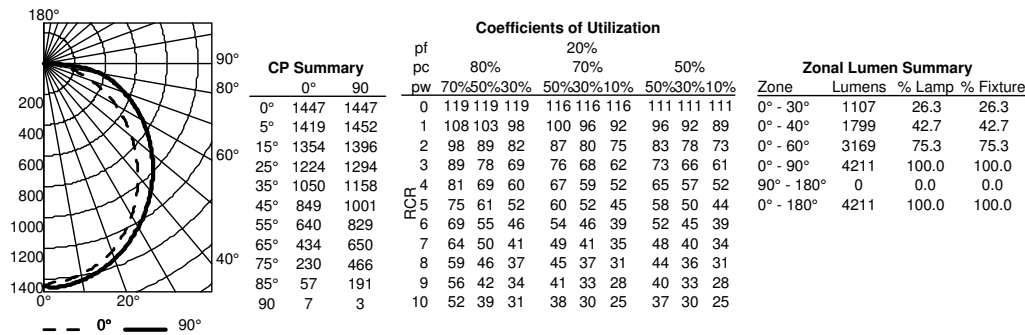 180°
90°
80°
60°
40°
200
400
600
800
1000
1200
1400
0°
20°
0° 90°
CP Summary
0° 90
0° 1447 1447
5° 1419 1452
15° 1354 1396
25° 1224 1294
35° 1050 1158
45° 849 1001
55° 640 829
65° 434 650
75° 230 466
85° 57 191
90 7 3
Coefficients of Utilization
pf 20%
pc 80% 70% 50%
pw 70%50%30% 50%30%10% 50%30%10%
RCR
0 119 119 119 116 116 116 111 111 111
1 108 103 98 100 96 92 96 92 89
2 98 89 82 87 80 75 83 78 73
3 89 78 69 76 68 62 73 66 61
4 81 69 60 67 59 52 65 57 52
5 75 61 52 60 52 45 58 50 44
6 69 55 46 54 46 39 52 45 39
7 64 50 41 49 41 35 48 40 34
8 59 46 37 45 37 31 44 36 31
9 56 42 34 41 33 28 40 33 28
10 52 39 31 38 30 25 37 30 25
Zonal Lumen Summary
Zone Lumens % Lamp % Fixture
0° - 30° 1107 26.3 26.3
0° - 40° 1799 42.7 42.7
0° - 60° 3169 75.3 75.3
0° - 90° 4211 100.0 100.0
90° - 180° 0 0.0 0.0
0° - 180° 4211 100.0 100.0